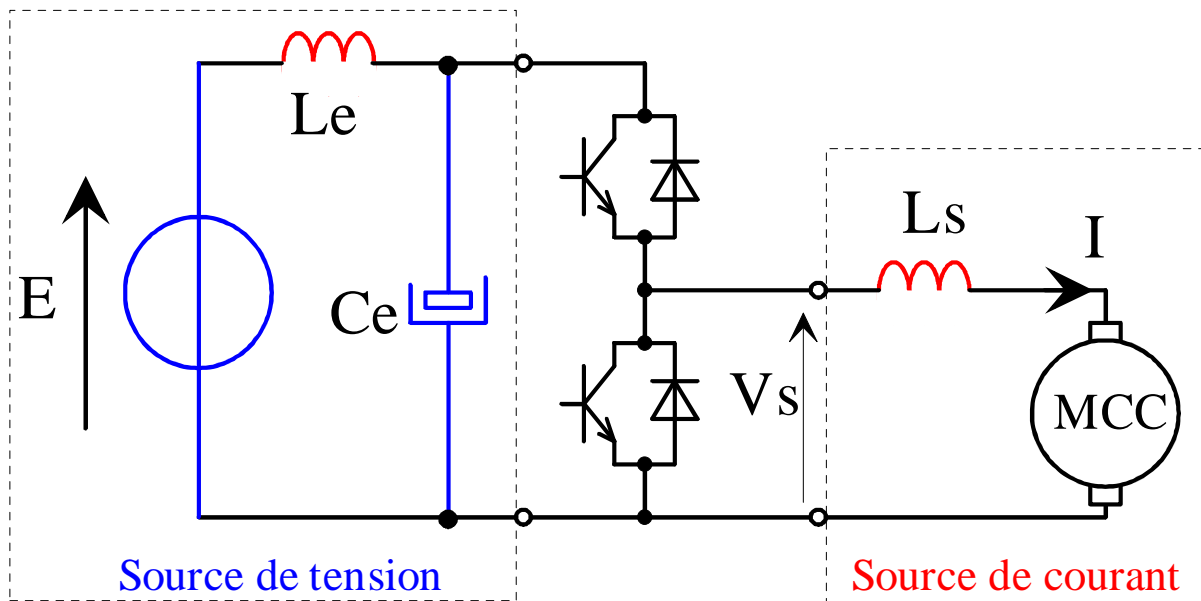 Le
E
Ce
Ls
I
Vs
MCC
Source de tension
Source de courant